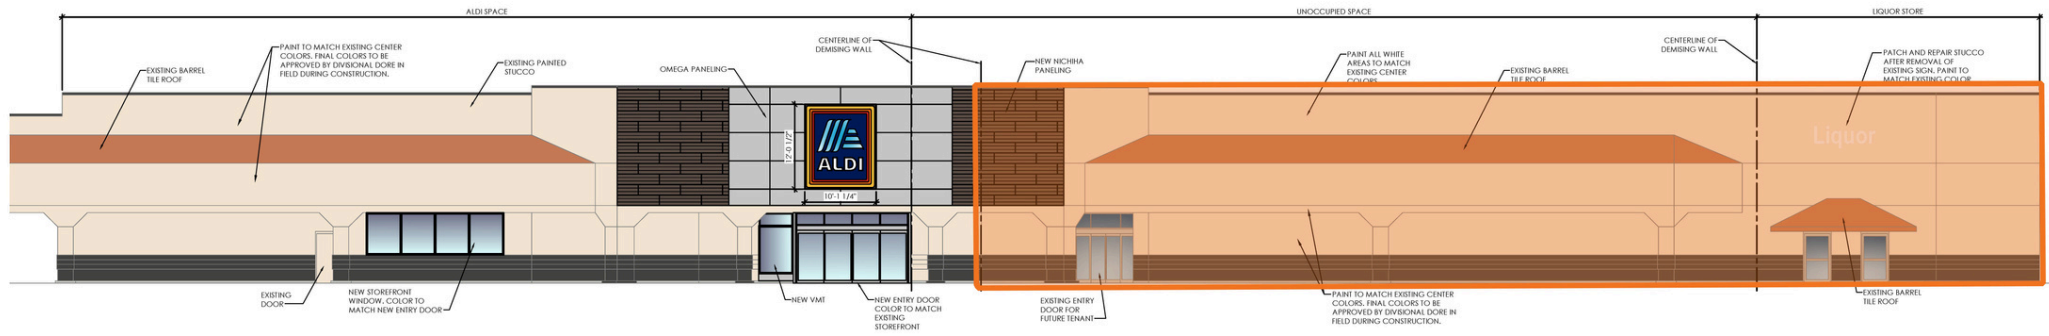 ALDI SPACE
UNOCCUPIED SPACE
LIQUOR STORE
PAINT TO MATCH EXISTING CENTER
COLORS. FINAL COLORS TO BE
APPROVED BY DIVISIONAL DORE IN
FIELD DURING CONSTRUCTION.
EXISTING BARREL
TILE ROOF
EXISTING PAINTED
STUCCO
OMEGA PANELING
CENTERLINE OF
DEMISING WALL
NEW NICHIHA
PANELING
PAINT ALL WHITE
AREAS TO MATCH
EXISTING CENTER
COLORS
EXISTING BARREL
TILE ROOF
CENTERLINE OF
DEMISING WALL
PATCH AND REPAIR STUCCO
AFTER REMOVAL OF
EXISTING SIGN. PAINT TO
MATCH EXISTING COLOR
12'-0 1/2"
ALDI
10'-1 1/4"
Liquor
EXISTING
DOOR
NEW STOREFRONT
WINDOW. COLOR TO
MATCH NEW ENTRY DOOR
NEW VMT
NEW ENTRY DOOR
COLOR TO MATCH
EXISTING
STOREFRONT
EXISTING ENTRY
DOOR FOR
FUTURE TENANT
PAINT TO MATCH EXISTING CENTER
COLORS. FINAL COLORS TO BE
APPROVED BY DIVISIONAL DORE IN
FIELD DURING CONSTRUCTION.
EXISTING BARREL
TILE ROOF